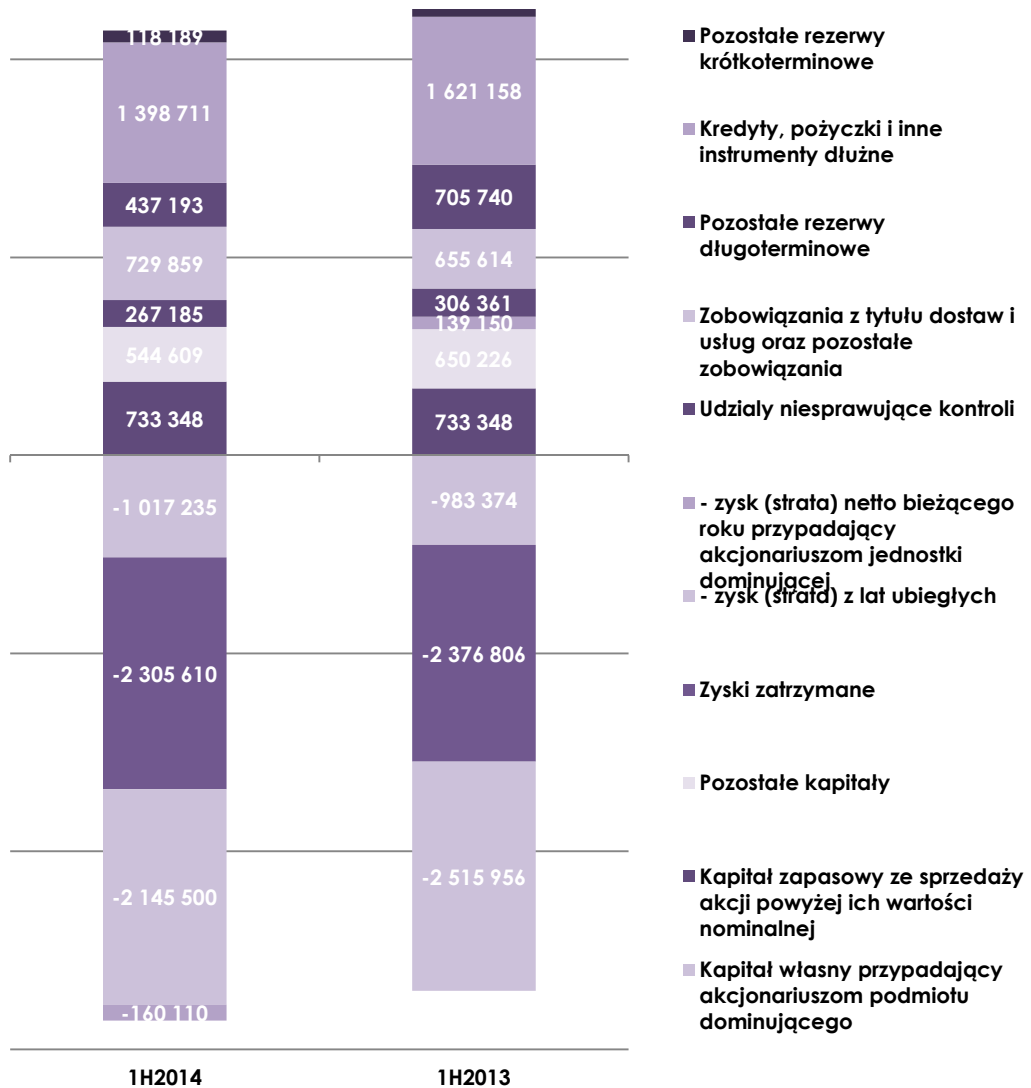 118 189
1 398 711
437 193
729 859
267 185
544 609
733 348
-1 017 235
-2 305 610
-2 145 500
-160 110
1H2014
1 621 158
705 740
655 614
306 361
139 150
650 226
733 348
-983 374
-2 376 806
-2 515 956
1H2013
Pozostałe rezerwy
krótkoterminowe
Kredyty, pożyczki i inne
instrumenty dłużne
Pozostałe rezerwy
długoterminowe
Zobowiązania z tytułu dostaw i
usług oraz pozostałe
zobowiązania
Udziały niesprawujące kontroli
- zysk (strata) netto bieżącego
roku przypadający
akcjonariuszom jednostki
dominującej
- zysk (strata) z lat ubiegłych
Zyski zatrzymane
Pozostałe kapitały
Kapitał zapasowy ze sprzedaży
akcji powyżej ich wartości
nominalnej
Kapitał własny przypadający
akcjonariuszom podmiotu
dominującego